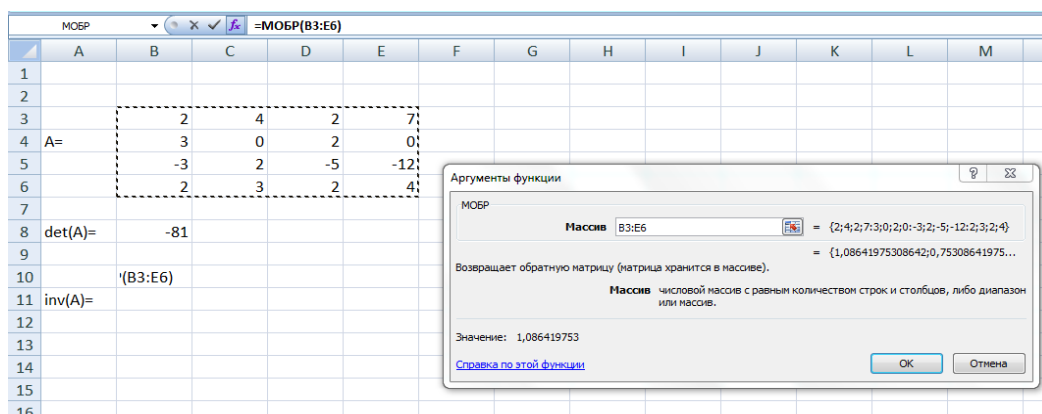 МОБР fx =МОБР(B3:E6)
A B C D E F G H I J K L M
1
2
3 2 4 2 7
4 A= 3 0 2 0
5 -3 2 -5 -12
6 2 3 2 4
7
8 det(A)= -81
9
10 '(B3:E6)
11 inv(A)=
12
13
14
15
16
Аргументы функции
МОБР
Массив B3:E6 = {2;4;2;7:3;0;2;0:-3;2;-5;-12:2;3;2;4}
= {1,08641975308642;0,75308641975...
Возвращает обратную матрицу (матрица хранится в массиве).
Массив числовой массив с равным количеством строк и столбцов, либо диапазон
или массив.
Значение: 1,086419753
Справка по этой функции
ОК Отмена